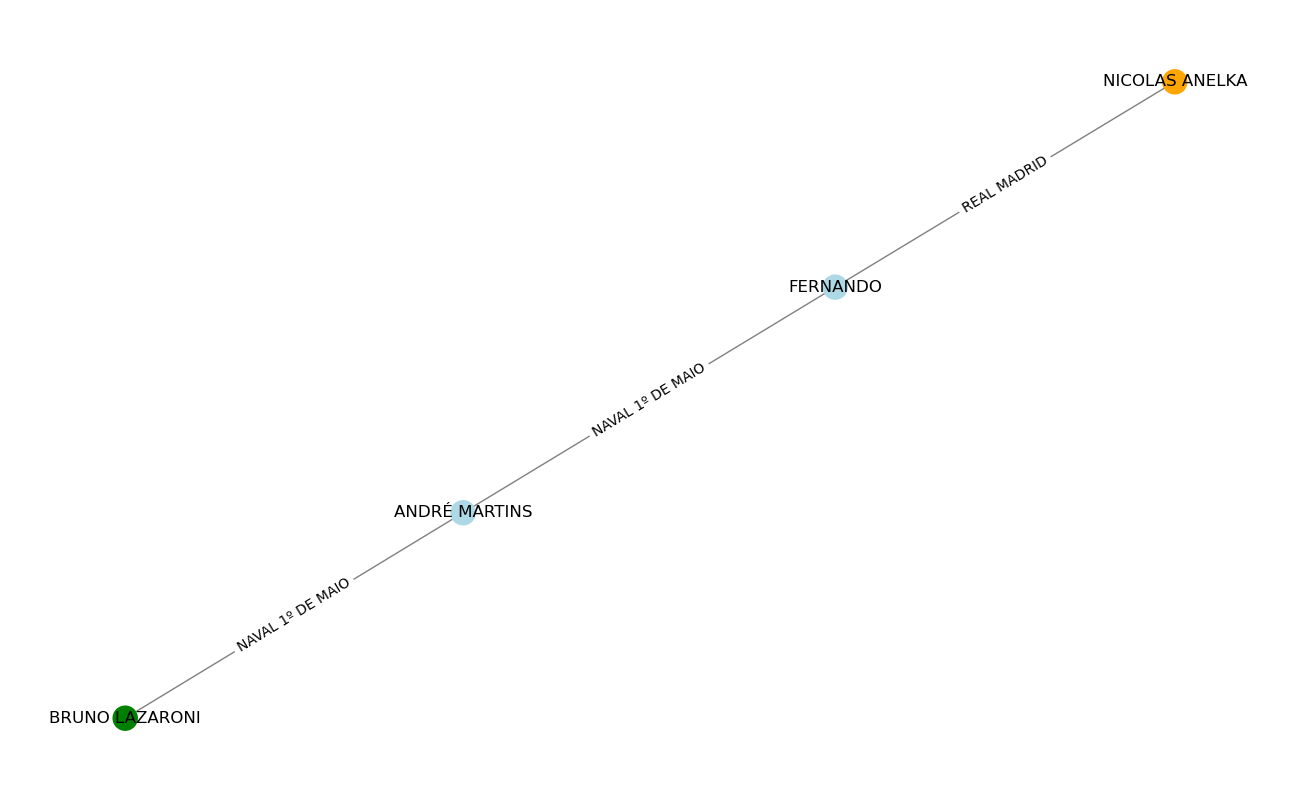 NICOLAS ANELKA
REAL MADRID
FERNANDO
NAVAL 1º DE MAIO
ANDRÉ MARTINS
NAVAL 1º DE MAIO
BRUNO LAZARONI